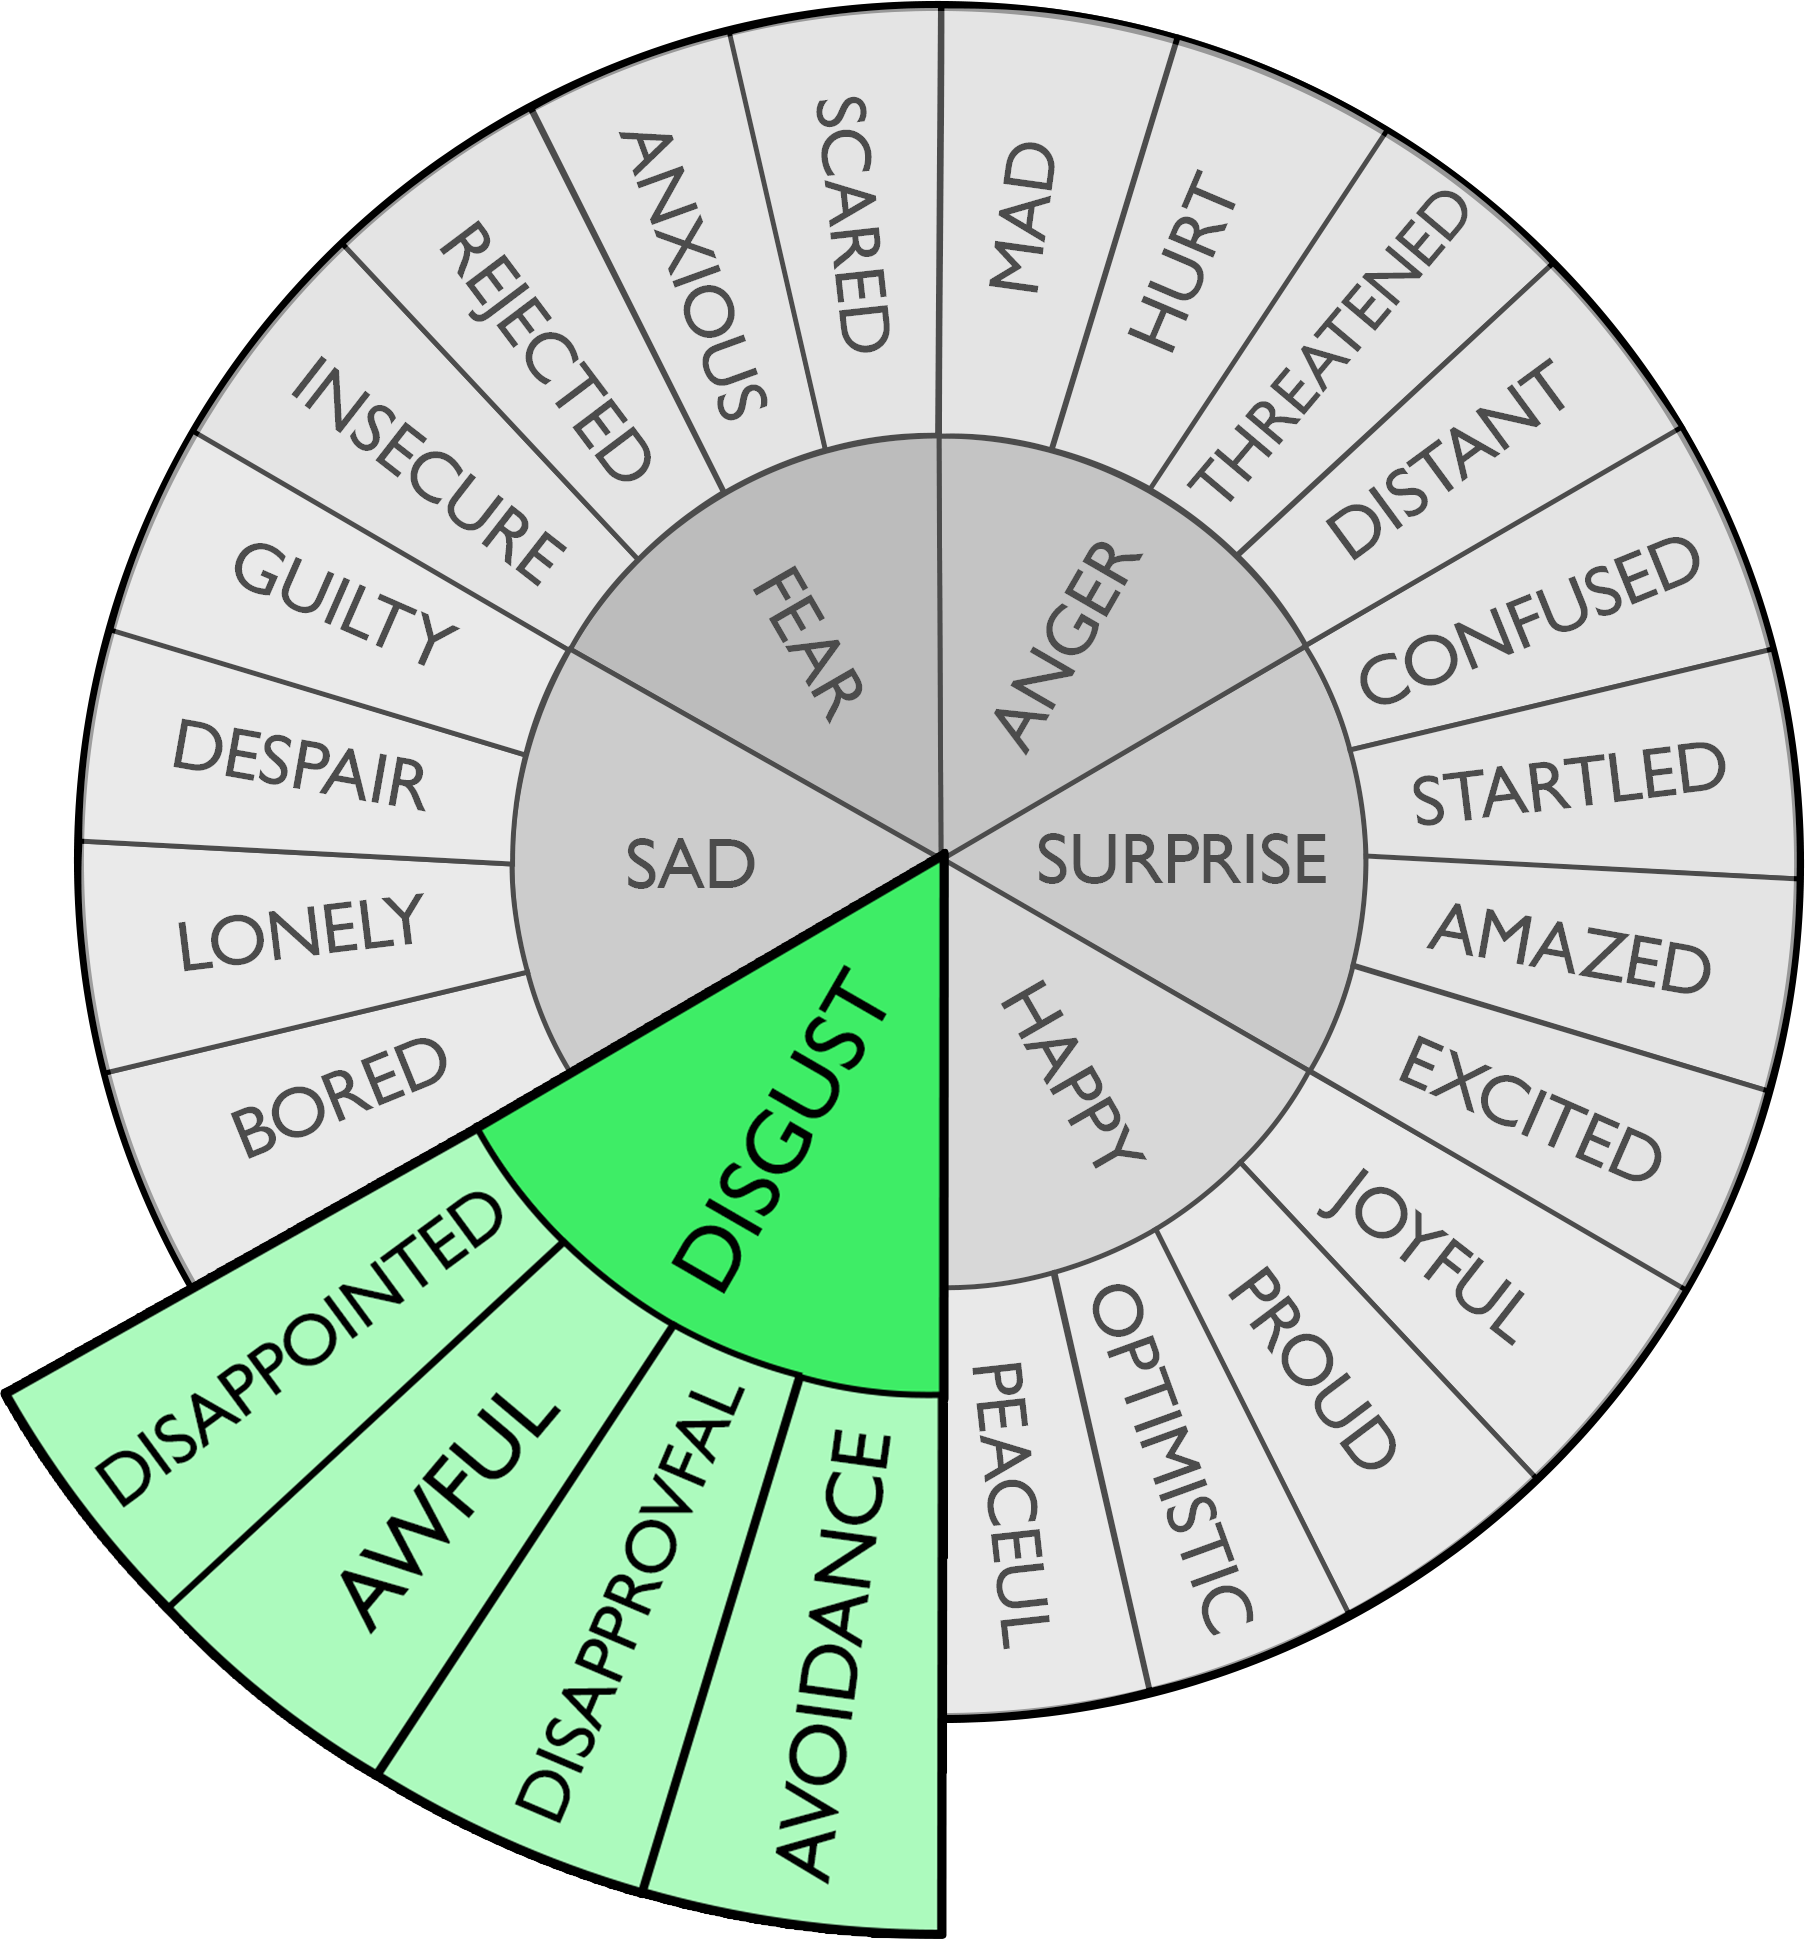 FEAR
ANGER
SURPRISE
HAPPY
DISGUST
SAD
SCARED
MAD
HURT
THREATENED
DISTANT
CONFUSED
STARTLED
AMAZED
EXCITED
JOYFUL
PROUD
OPTIMISTIC
PEACEUL
AVOIDANCE
DISAPPROVFAL
AWFUL
DISAPPOINTED
BORED
LONELY
DESPAIR
GUILTY
INSECURE
REJECTED
ANXIOUS